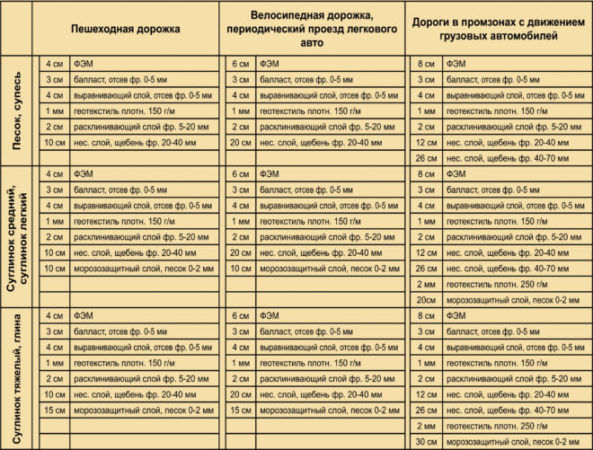 Пешеходная дорожка
Велосипедная дорожка,
периодический проезд легкового
авто
Дороги в промзонах с движением
грузовых автомобилей
Песок, супесь
4 см ФЭМ 6 см ФЭМ 8 см ФЭМ
3 см балласт, отсев фр. 0-5 мм 3 см балласт, отсев фр. 0-5 мм 3 см балласт, отсев фр. 0-5 мм
4 см выравнивающий слой, отсев фр. 0-5 мм 4 см выравнивающий слой, отсев фр. 0-5 мм 4 см выравнивающий слой, отсев фр. 0-5 мм
1 мм геотекстиль плотн. 150 г/м 1 мм геотекстиль плотн. 150 г/м 1 мм геотекстиль плотн. 150 г/м
2 см расклинивающий слой фр. 5-20 мм 2 см расклинивающий слой фр. 5-20 мм 2 см расклинивающий слой фр. 5-20 мм
10 см нес. слой, щебень фр. 20-40 мм 20 см нес. слой, щебень фр. 20-40 мм 12 см нес. слой, щебень фр. 20-40 мм
26 см нес. слой, щебень фр. 40-70 мм
Суглинок средний,
суглинок легкий
4 см ФЭМ 6 см ФЭМ 8 см ФЭМ
3 см балласт, отсев фр. 0-5 мм 3 см балласт, отсев фр. 0-5 мм 3 см балласт, отсев фр. 0-5 мм
4 см выравнивающий слой, отсев фр. 0-5 мм 4 см выравнивающий слой, отсев фр. 0-5 мм 4 см выравнивающий слой, отсев фр. 0-5 мм
1 мм геотекстиль плотн. 150 г/м 1 мм геотекстиль плотн. 150 г/м 1 мм геотекстиль плотн. 150 г/м
2 см расклинивающий слой фр. 5-20 мм 2 см расклинивающий слой фр. 5-20 мм 2 см расклинивающий слой фр. 5-20 мм
10 см нес. слой, щебень фр. 20-40 мм 20 см нес. слой, щебень фр. 20-40 мм 12 см нес. слой, щебень фр. 20-40 мм
10 см морозозащитный слой, песок 0-2 мм 10 см морозозащитный слой, песок 0-2 мм 26 см нес. слой, щебень фр. 40-70 мм
2 мм геотекстиль плотн. 250 г/м
20см морозозащитный слой, песок 0-2 мм
Суглинок тяжелый, глина
4 см ФЭМ 6 см ФЭМ 8 см ФЭМ
3 см балласт, отсев фр. 0-5 мм 3 см балласт, отсев фр. 0-5 мм 3 см балласт, отсев фр. 0-5 мм
4 см выравнивающий слой, отсев фр. 0-5 мм 4 см выравнивающий слой, отсев фр. 0-5 мм 4 см выравнивающий слой, отсев фр. 0-5 мм
1 мм геотекстиль плотн. 150 г/м 1 мм геотекстиль плотн. 150 г/м 1 мм геотекстиль плотн. 150 г/м
2 см расклинивающий слой фр. 5-20 мм 2 см расклинивающий слой фр. 5-20 мм 2 см расклинивающий слой фр. 5-20 мм
10 см нес. слой, щебень фр. 20-40 мм 20 см нес. слой, щебень фр. 20-40 мм 12 см нес. слой, щебень фр. 20-40 мм
15 см морозозащитный слой, песок 0-2 мм 15 см морозозащитный слой, песок 0-2 мм 26 см нес. слой, щебень фр. 40-70 мм
2 мм геотекстиль плотн. 250 г/м
30 см морозозащитный слой, песок 0-2 мм